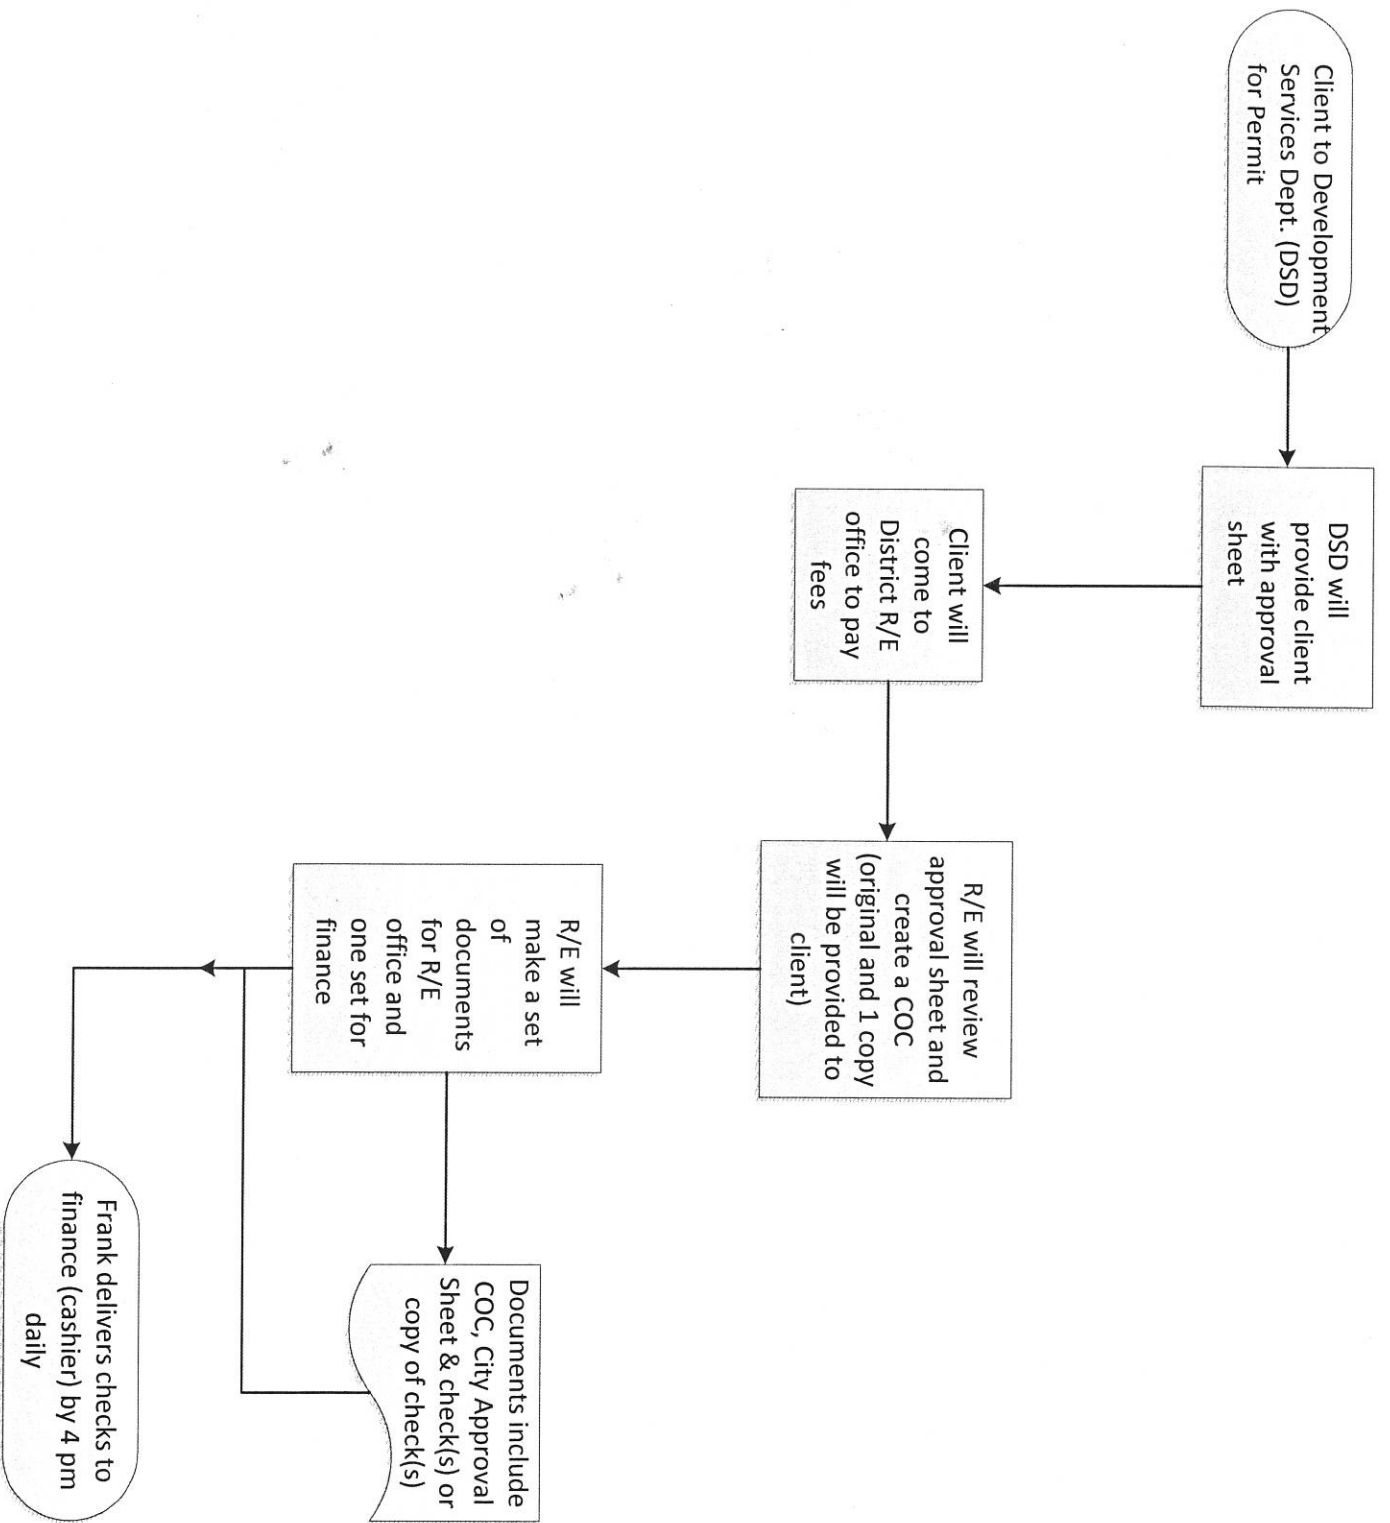 Client to Development
Services Dept. (DSD)
for Permit
DSD will
provide client
with approval
sheet
Client will
come to
District R/E
office to pay
fees
R/E will review
approval sheet and
create a COC
(original and 1 copy
will be provided to
client)
R/E will
make a set
of
documents
for R/E
office and
one set for
finance
Documents include
COC, City Approval
Sheet & check(s) or
copy of check(s)
Frank delivers checks to
finance (cashier) by 4 pm
daily